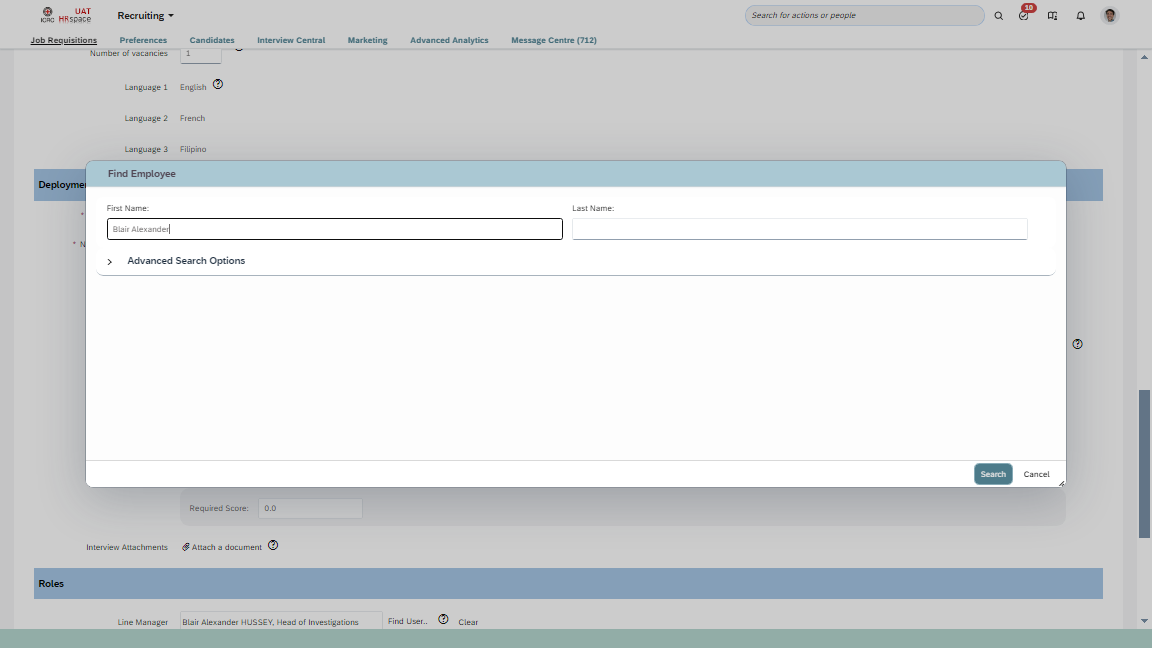 ICRC UAT HRspace
Recruiting
Search for actions or people
10
Job Requisitions Preferences Candidates Interview Central Marketing Advanced Analytics Message Centre (712)
Number of vacancies 1
Language 1 English
Language 2 French
Language 3 Filipino
Find Employee
First Name: Last Name:
Blair Alexander
Advanced Search Options
Search Cancel
Required Score: 0.0
Interview Attachments Attach a document
Roles
Line Manager Blair Alexander HUSSEY, Head of Investigations Find User.. Clear